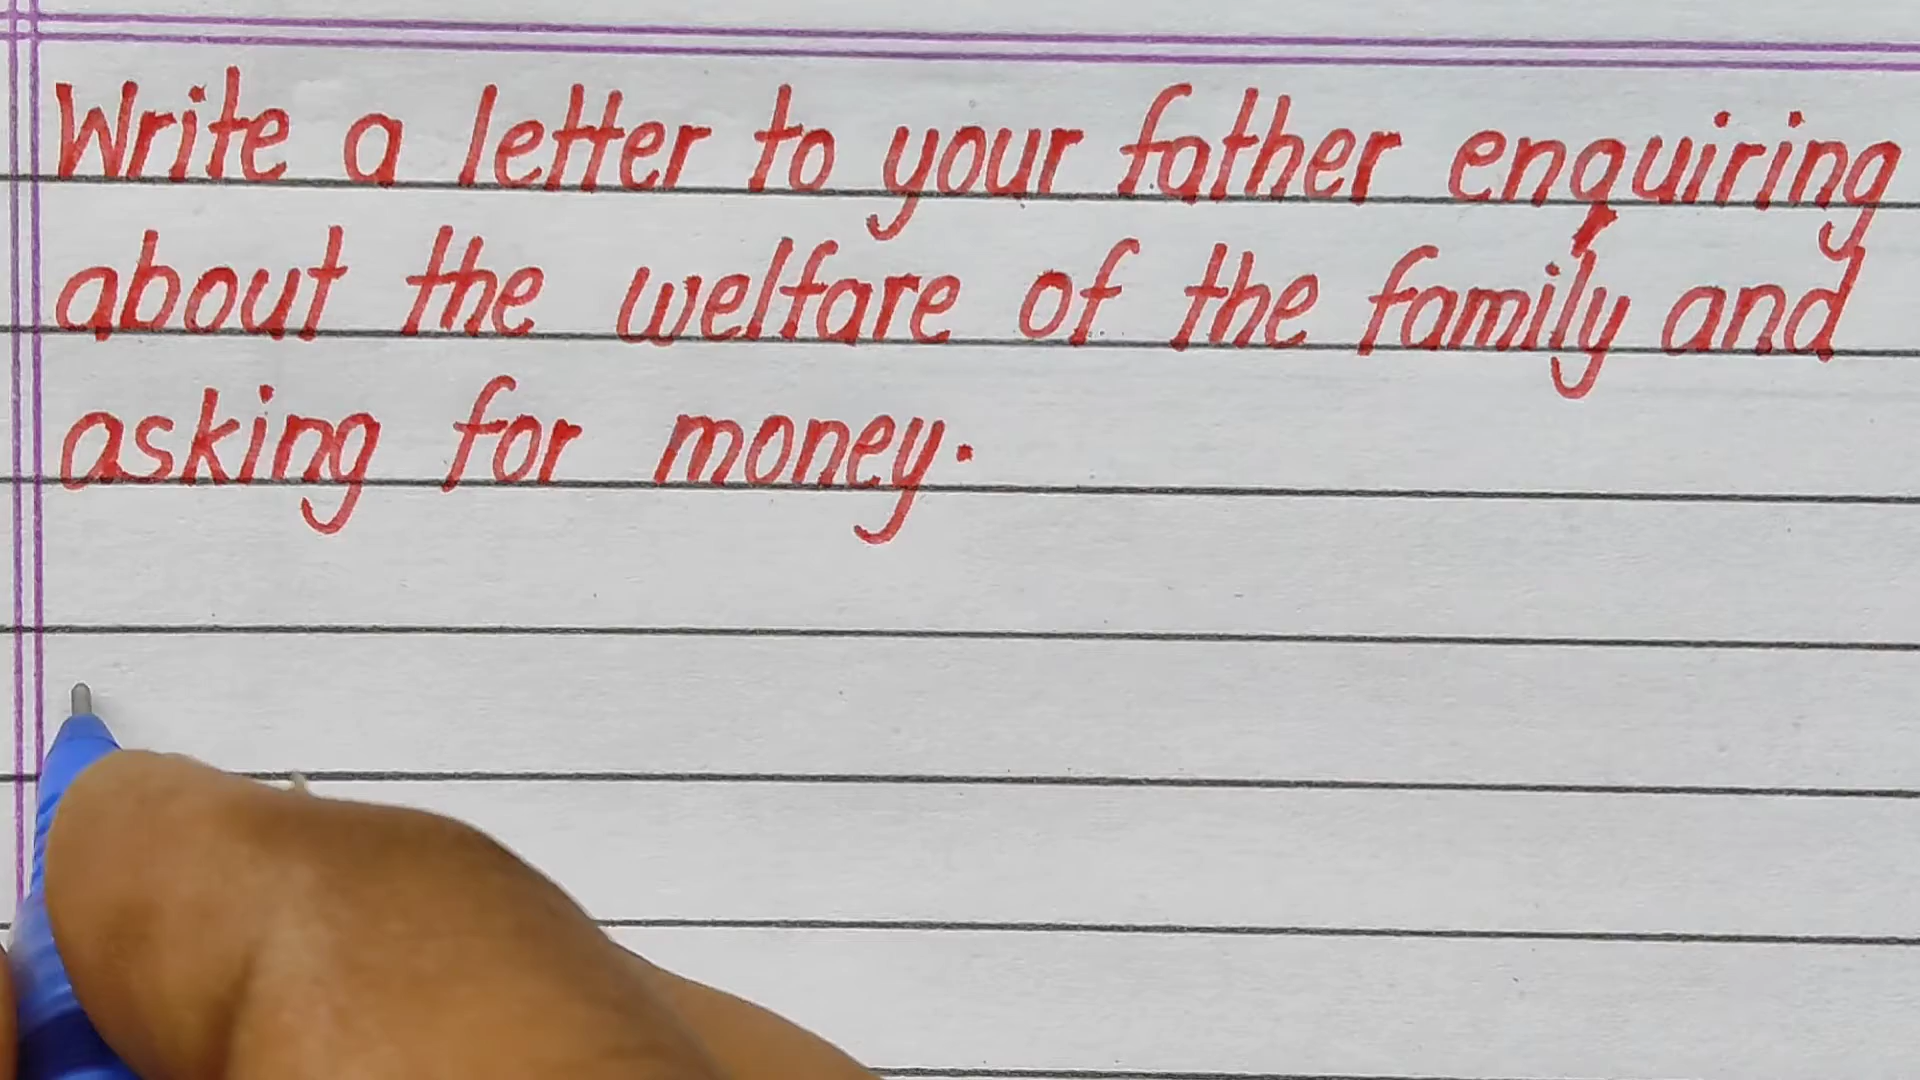 Write a letter to your father enquiring
about the welfare of the family and
asking for money.